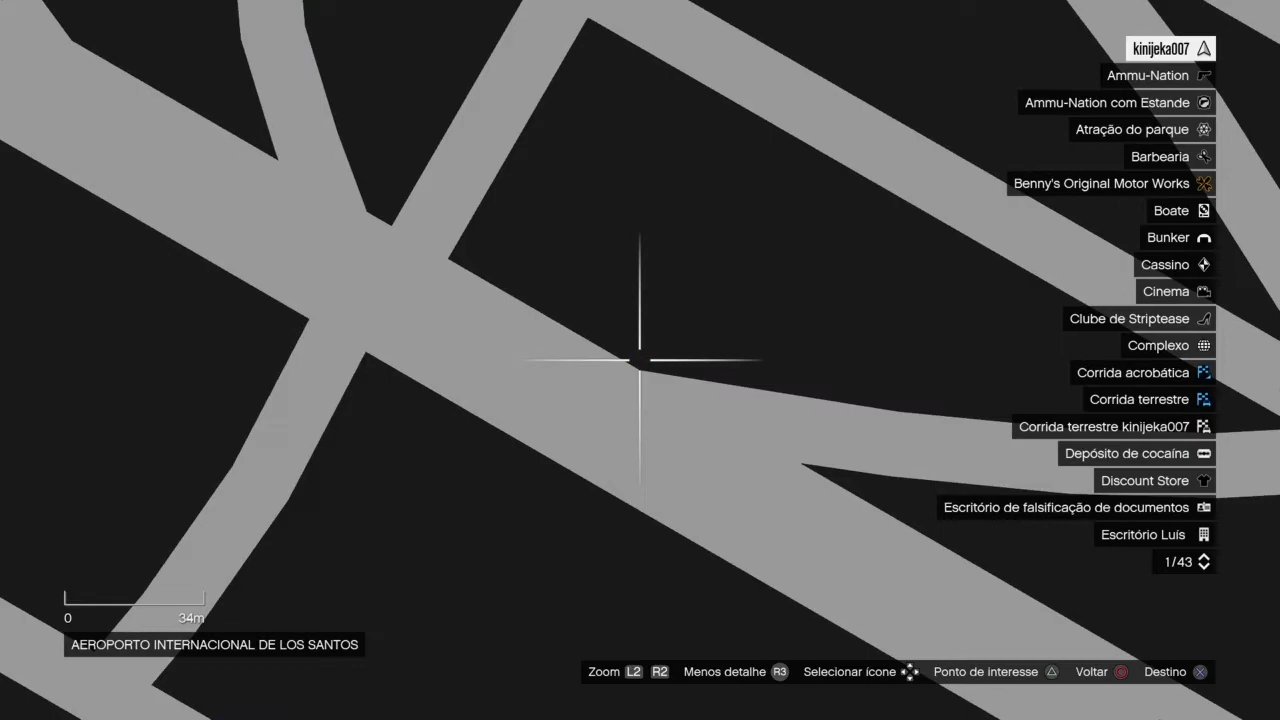 kinijeka007
Ammu-Nation
Ammu-Nation com Estande
Atração do parque
Barbearia
Benny's Original Motor Works
Boate
Bunker
Cassino
Cinema
Clube de Striptease
Complexo
Corrida acrobática
Corrida terrestre
Corrida terrestre kinijeka007
Depósito de cocaína
Discount Store
Escritório de falsificação de documentos
Escritório Luís
1/43
0 34m
AEROPORTO INTERNACIONAL DE LOS SANTOS
Zoom L2 R2 Menos detalhe R3 Selecionar ícone Ponto de interesse Voltar Destino